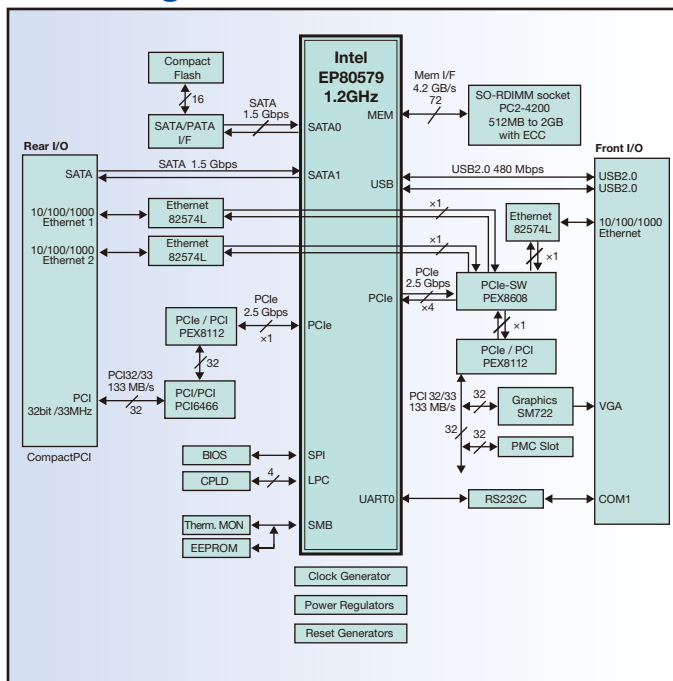 Intel
EP80579
1.2GHz
Compact
Flash
16
SATA/PATA
I/F
SATA
1.5 Gbps
SATA0
Mem I/F
4.2 GB/s
72
MEM
SO-RDIMM socket
PC2-4200
512MB to 2GB
with ECC
Rear I/O
Front I/O
SATA
SATA 1.5 Gbps
SATA1
USB
USB2.0 480 Mbps
USB2.0
USB2.0
10/100/1000
Ethernet 1
Ethernet
82574L
×1
Ethernet
82574L
10/100/1000
Ethernet
10/100/1000
Ethernet 2
Ethernet
82574L
×1
×1
PCIe
2.5 Gbps
×4
PCIe
PCIe-SW
PEX8608
PCIe / PCI
PEX8112
PCIe
2.5 Gbps
×1
PCIe
×1
PCIe / PCI
PEX8112
32
PCI
32bit /33MHz
PCI32/33
133 MB/s
32
PCI/PCI
PCI6466
PCI 32/33
133 MB/s
32
32
Graphics
SM722
VGA
32
PMC Slot
CompactPCI
BIOS
SPI
CPLD
4
LPC
UART0
RS232C
COM1
Therm. MON
SMB
EEPROM
Clock Generator
Power Regulators
Reset Generators